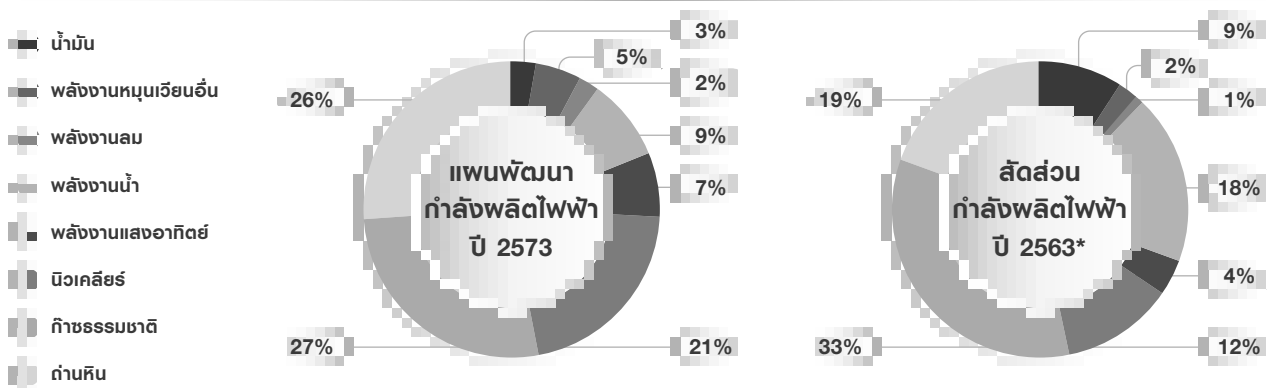 น้ำมัน
พลังงานหมุนเวียนอื่น
พลังงานลม
พลังงานน้ำ
พลังงานแสงอาทิตย์
นิวเคลียร์
ก๊าซธรรมชาติ
ถ่านหิน
3%
5%
2%
9%
7%
21%
27%
26%
แผนพัฒนา
กำลังผลิตไฟฟ้า
ปี 2573
9%
2%
1%
18%
4%
12%
33%
19%
สัดส่วน
กำลังผลิตไฟฟ้า
ปี 2563*